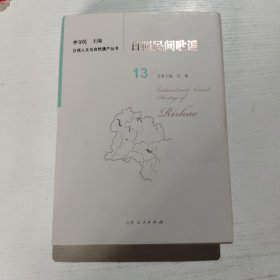 李守民 主编
日照人文与自然遗产丛书
日照民间歌谣
13
Cultural and Natural
Heritage of
Rizhao
山东人民出版社